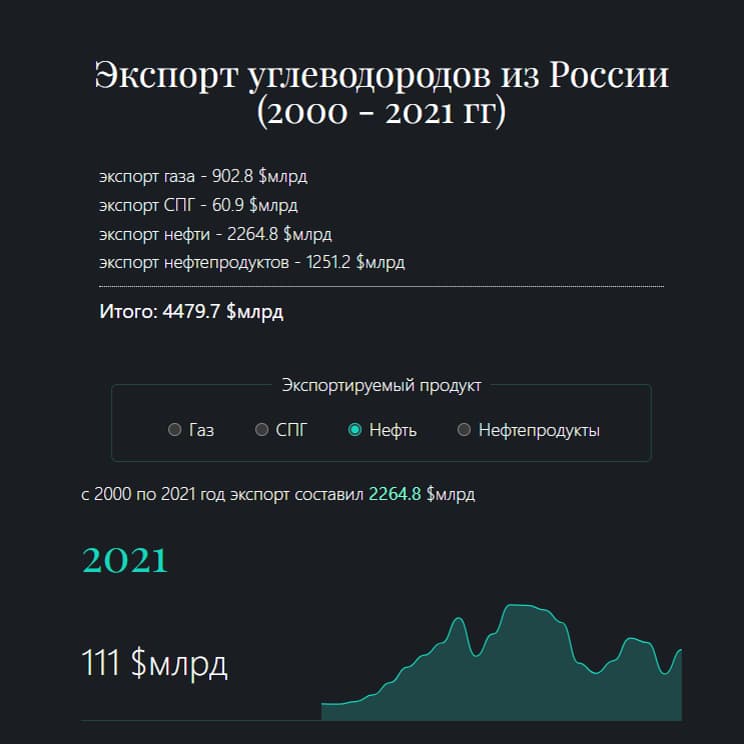 Экспорт углеводородов из России
(2000 - 2021 гг)
экспорт газа - 902.8 $млрд
экспорт СПГ - 60.9 $млрд
экспорт нефти - 2264.8 $млрд
экспорт нефтепродуктов - 1251.2 $млрд
Итого: 4479.7 $млрд
Экспортируемый продукт
Газ СПГ Нефть Нефтепродукты
с 2000 по 2021 год экспорт составил 2264.8 $млрд
2021
111 $млрд